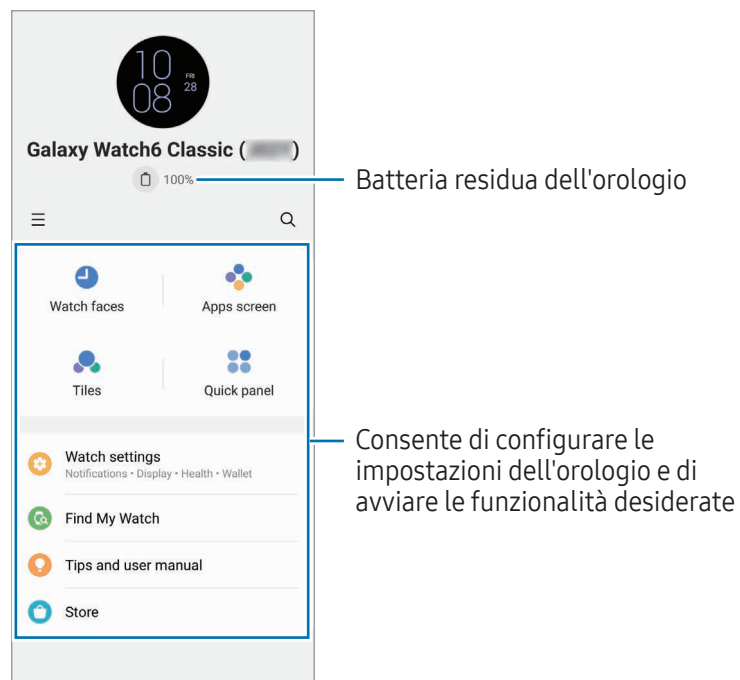 10
08
FRI
28
Galaxy Watch6 Classic ( )
100%
Batteria residua dell'orologio
Watch faces
Apps screen
Tiles
Quick panel
Watch settings
Notifications • Display • Health • Wallet
Find My Watch
Tips and user manual
Store
Consente di configurare le
impostazioni dell'orologio e di
avviare le funzionalità desiderate